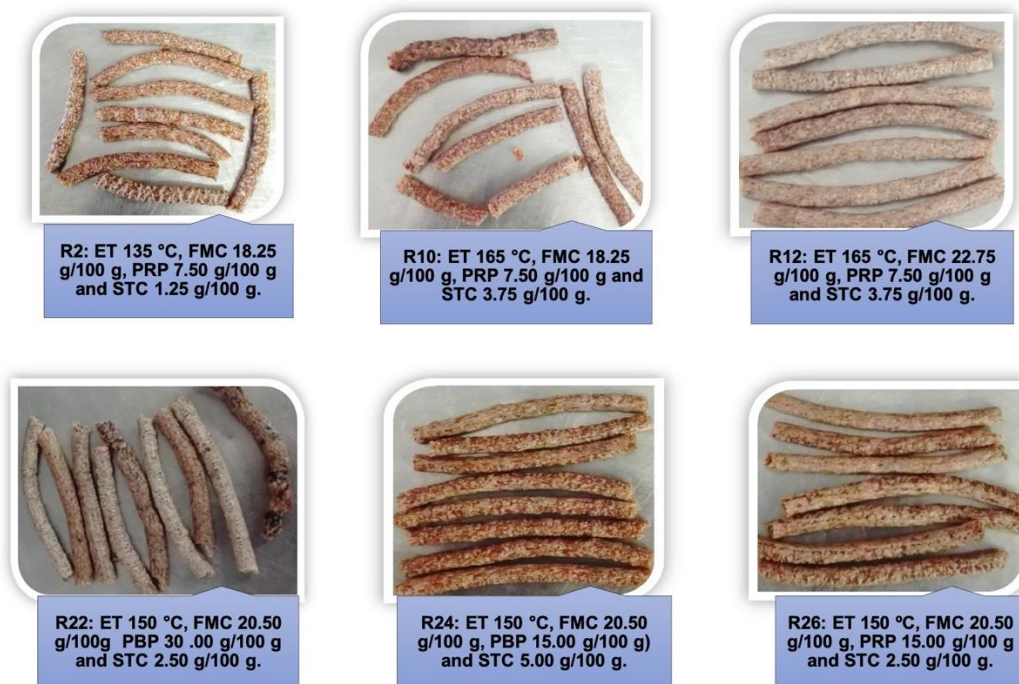 R2: ET 135 °C, FMC 18.25
g/100 g, PRP 7.50 g/100 g
and STC 1.25 g/100 g.
R10: ET 165 °C, FMC 18.25
g/100 g, PRP 7.50 g/100 g and
STC 3.75 g/100 g.
R12: ET 165 °C, FMC 22.75
g/100 g, PRP 7.50 g/100 g
and STC 3.75 g/100 g.
R22: ET 150 °C, FMC 20.50
g/100g PBP 30 .00 g/100 g
and STC 2.50 g/100 g.
R24: ET 150 °C, FMC 20.50
g/100 g, PBP 15.00 g/100 g)
and STC 5.00 g/100 g.
R26: ET 150 °C, FMC 20.50
g/100 g, PRP 15.00 g/100 g
and STC 2.50 g/100 g.